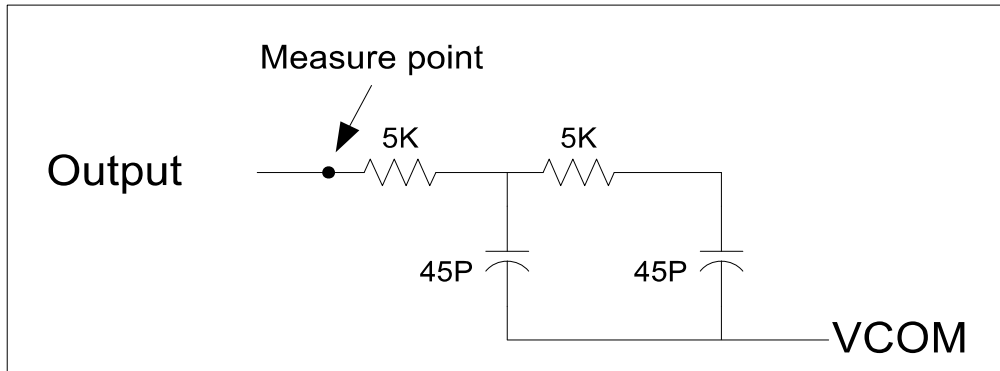 Measure point
5K
5K
Output
45P
45P
VCOM